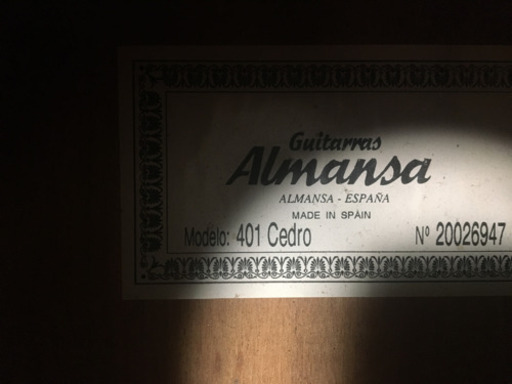 Guitarras
Almansa
ALMANSA - ESPAÑA
MADE IN SPAIN
Modelo: 401 Cedro Nº 20026947